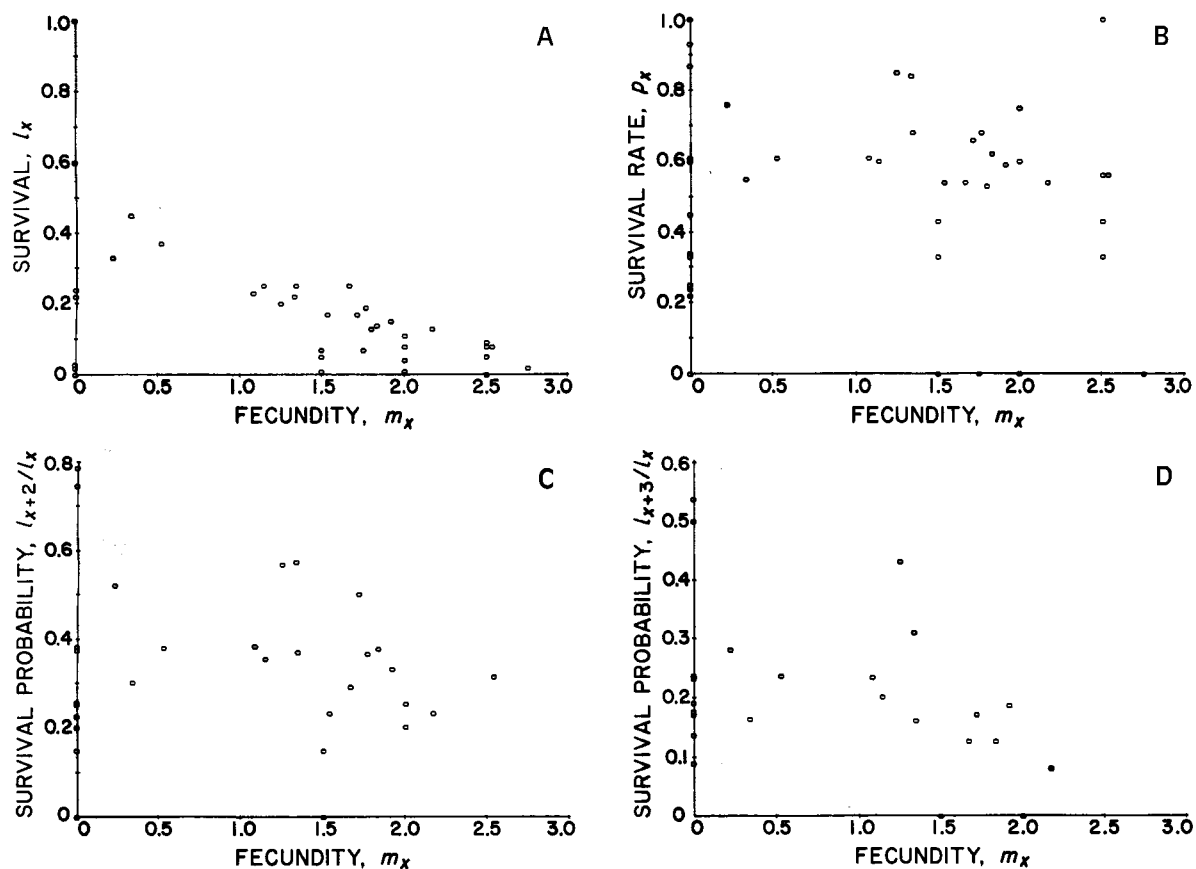 A
SURVIVAL, lx
1.0
0.8
0.6
0.4
0.2
0
0 0.5 1.0 1.5 2.0 2.5 3.0
FECUNDITY, mx
B
SURVIVAL RATE, px
1.0
0.8
0.6
0.4
0.2
0
0 0.5 1.0 1.5 2.0 2.5 3.0
FECUNDITY, mx
C
SURVIVAL PROBABILITY, lx+2/lx
0.8
0.6
0.4
0.2
0
0 0.5 1.0 1.5 2.0 2.5 3.0
FECUNDITY, mx
D
SURVIVAL PROBABILITY, lx+3/lx
0.6
0.5
0.4
0.3
0.2
0.1
0
0 0.5 1.0 1.5 2.0 2.5 3.0
FECUNDITY, mx